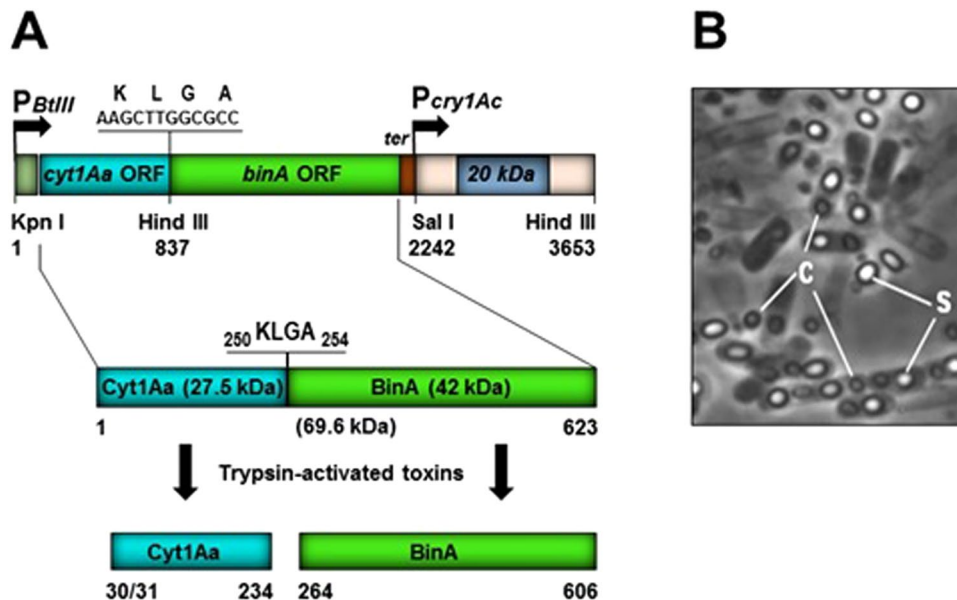 A
B
K L G A
AAGCTTGGCGCC
PBtIII
Pcry1Ac
ter
cyt1Aa ORF
binA ORF
20 kDa
Kpn I
Hind III
Sal I
Hind III
1
837
2242
3653
250 KLGA 254
Cyt1Aa (27.5 kDa)
BinA (42 kDa)
1
(69.6 kDa)
623
Trypsin-activated toxins
Cyt1Aa
BinA
30/31
234
264
606
C
S